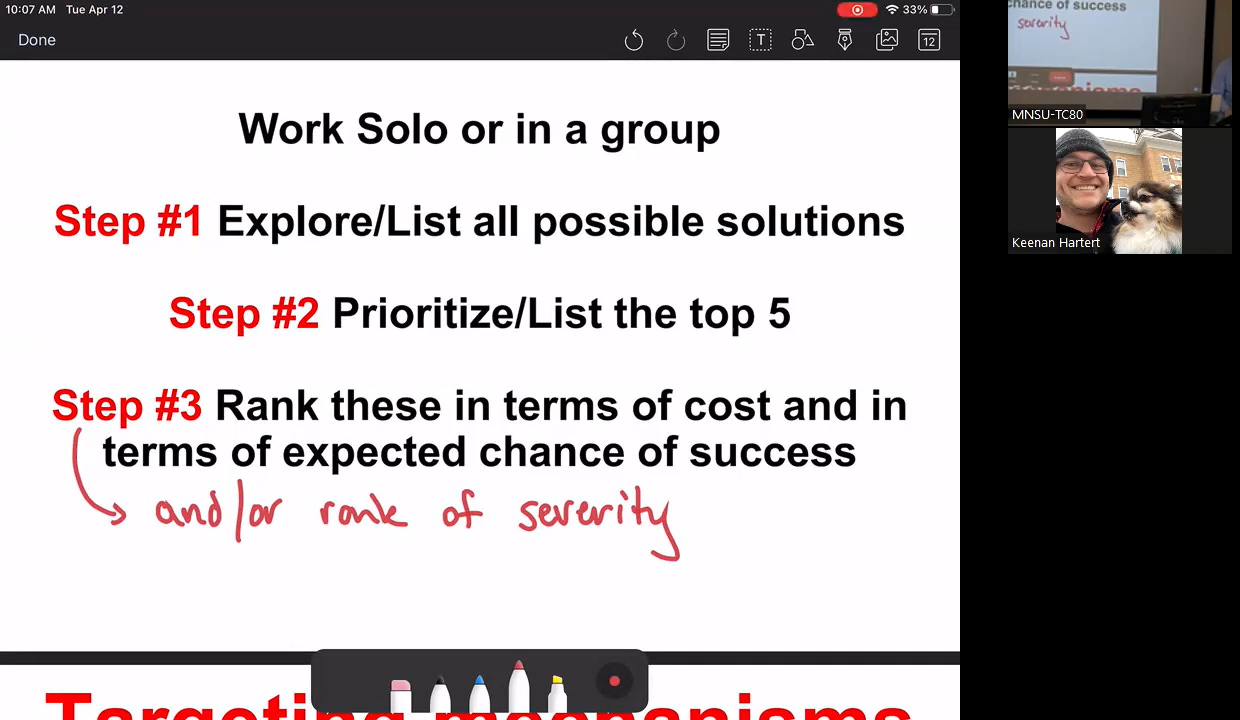 10:07 AM Tue Apr 12
33%
Done
T
12
Work Solo or in a group
Step #1 Explore/List all possible solutions
Step #2 Prioritize/List the top 5
Step #3 Rank these in terms of cost and in
terms of expected chance of success
and/or rank of severity
Targeting mechanisms
chance of success
severity
MNSU-TC80
Keenan Hartert